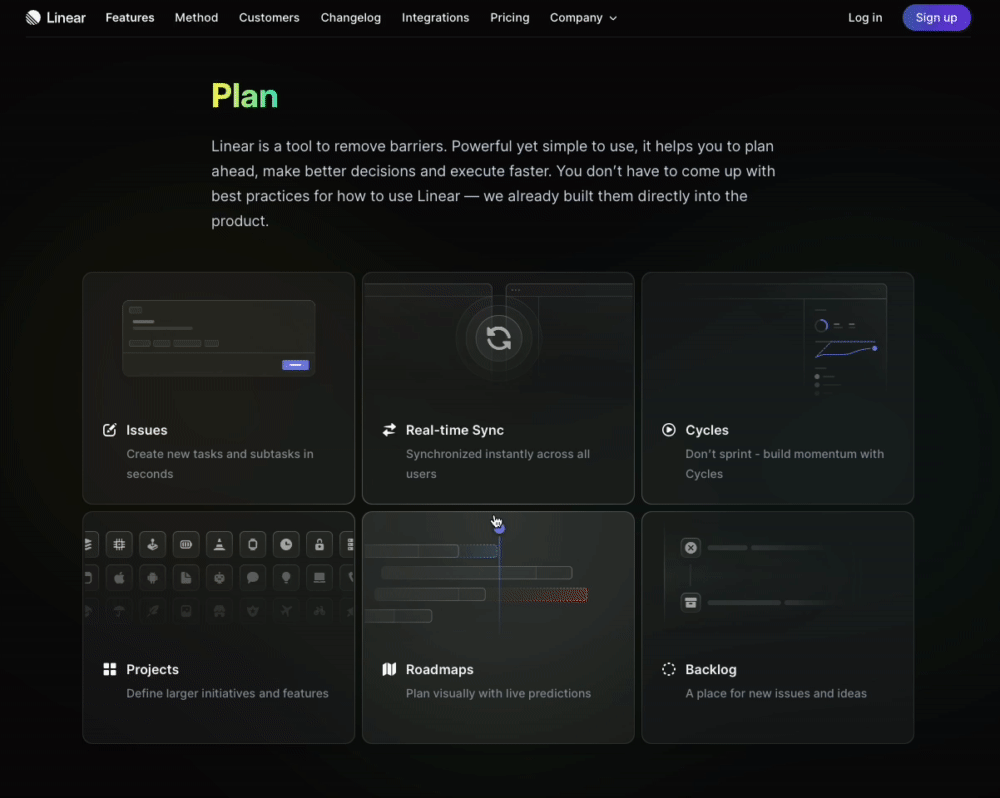 Linear Features Method Customers Changelog Integrations Pricing Company Log in Sign up
Plan
Linear is a tool to remove barriers. Powerful yet simple to use, it helps you to plan
ahead, make better decisions and execute faster. You don’t have to come up with
best practices for how to use Linear — we already built them directly into the
product.
Issues
Create new tasks and subtasks in
seconds
Real-time Sync
Synchronized instantly across all
users
Cycles
Don’t sprint - build momentum with
Cycles
Projects
Define larger initiatives and features
Roadmaps
Plan visually with live predictions
Backlog
A place for new issues and ideas